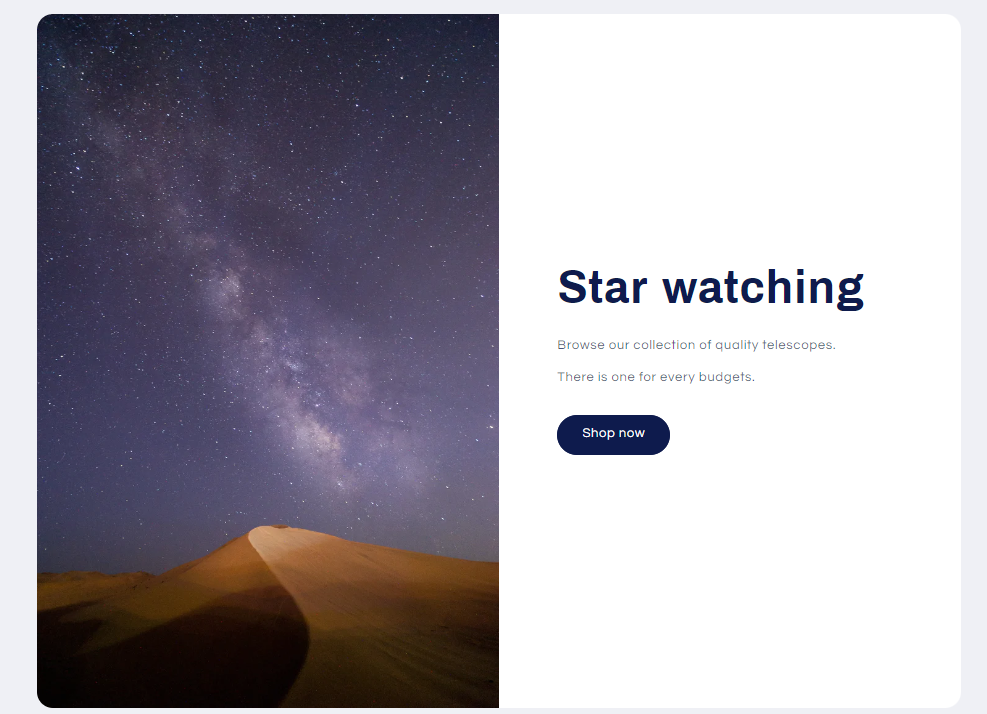 Star watching
Browse our collection of quality telescopes.
There is one for every budgets.
Shop now